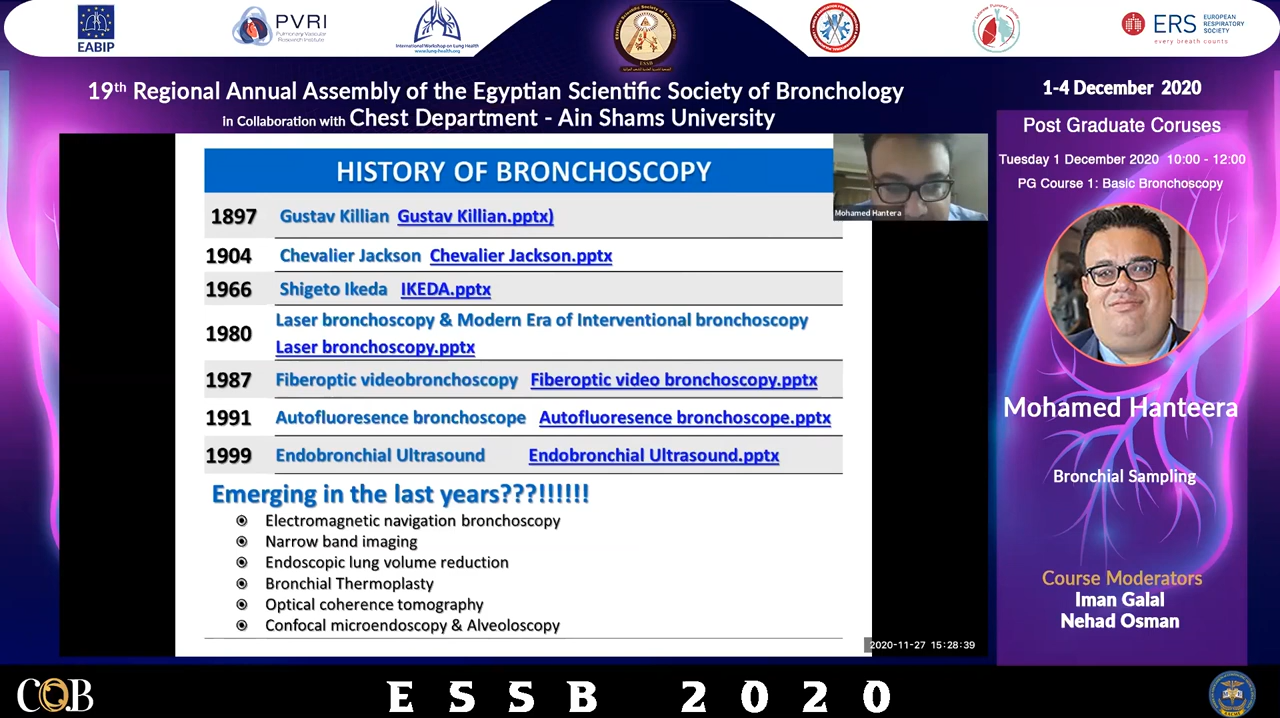 EABIP
PVRI
Pulmonary Vascular
Research Institute
International Workshop on Lung Health
www.lung-health.org
ESSB
ERS EUROPEAN RESPIRATORY SOCIETY
every breath counts
19th Regional Annual Assembly of the Egyptian Scientific Society of Bronchology
in Collaboration with Chest Department - Ain Shams University
1-4 December 2020
Post Graduate Coruses
Tuesday 1 December 2020 10:00 - 12:00
PG Course 1: Basic Bronchoscopy
HISTORY OF BRONCHOSCOPY
1897 Gustav Killian Gustav Killian.pptx)
1904 Chevalier Jackson Chevalier Jackson.pptx
1966 Shigeto Ikeda IKEDA.pptx
1980 Laser bronchoscopy & Modern Era of Interventional bronchoscopy
Laser bronchoscopy.pptx
1987 Fiberoptic videobronchoscopy Fiberoptic video bronchoscopy.pptx
1991 Autofluoresence bronchoscope Autofluoresence bronchoscope.pptx
1999 Endobronchial Ultrasound Endobronchial Ultrasound.pptx
Emerging in the last years???!!!!!!
Electromagnetic navigation bronchoscopy
Narrow band imaging
Endoscopic lung volume reduction
Bronchial Thermoplasty
Optical coherence tomography
Confocal microendoscopy & Alveoloscopy
Mohamed Hantera
2020-11-27 15:28:39
Mohamed Hanteera
Bronchial Sampling
Course Moderators
Iman Galal
Nehad Osman
COB
ESSB 2020